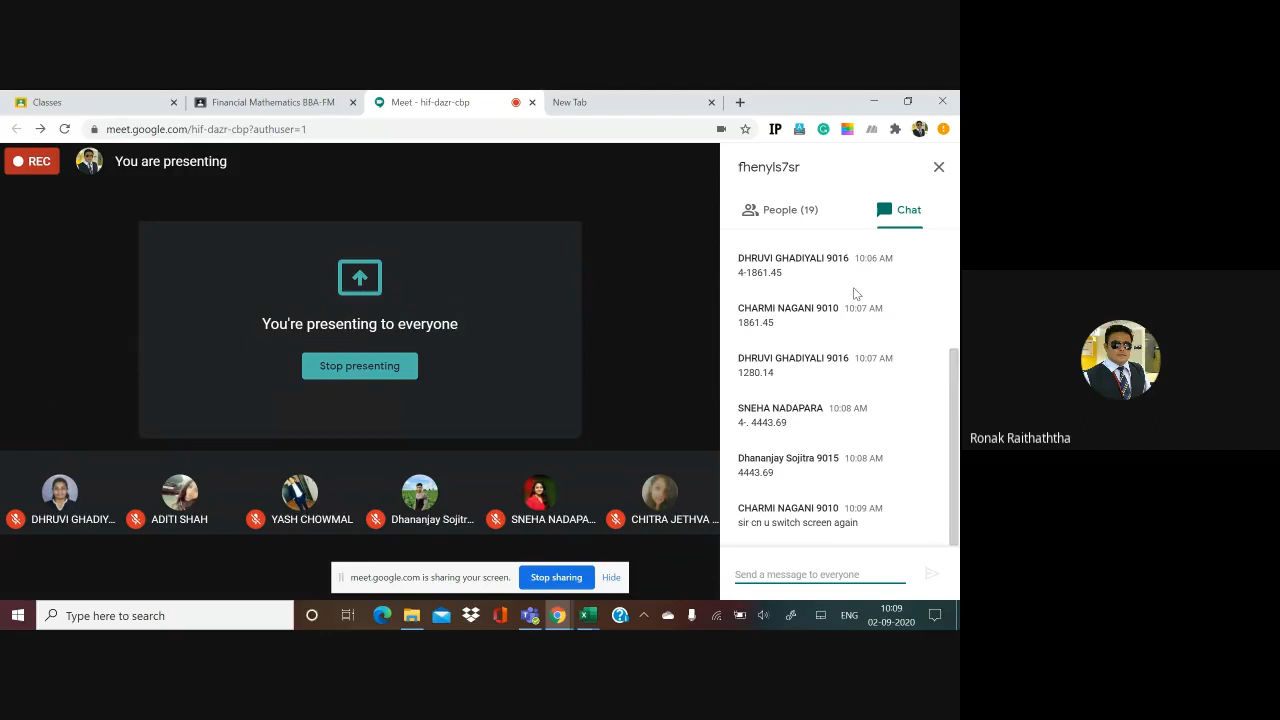 Classes
Financial Mathematics BBA-FM
Meet - hif-dazr-cbp
New Tab
meet.google.com/hif-dazr-cbp?authuser=1
IP
REC
You are presenting
fhenyls7sr
People (19)
Chat
You're presenting to everyone
Stop presenting
DHRUVI GHADIYALI 9016 10:06 AM
4-1861.45
CHARMI NAGANI 9010 10:07 AM
1861.45
DHRUVI GHADIYALI 9016 10:07 AM
1280.14
SNEHA NADAPARA 10:08 AM
4-. 4443.69
Dhananjay Sojitra 9015 10:08 AM
4443.69
CHARMI NAGANI 9010 10:09 AM
sir cn u switch screen again
Send a message to everyone
DHRUVI GHADIY...
ADITI SHAH
YASH CHOWMAL
Dhananjay Sojitr...
SNEHA NADAPA...
CHITRA JETHVA ...
meet.google.com is sharing your screen.
Stop sharing
Hide
Type here to search
ENG
10:09
02-09-2020
Ronak Raithaththa